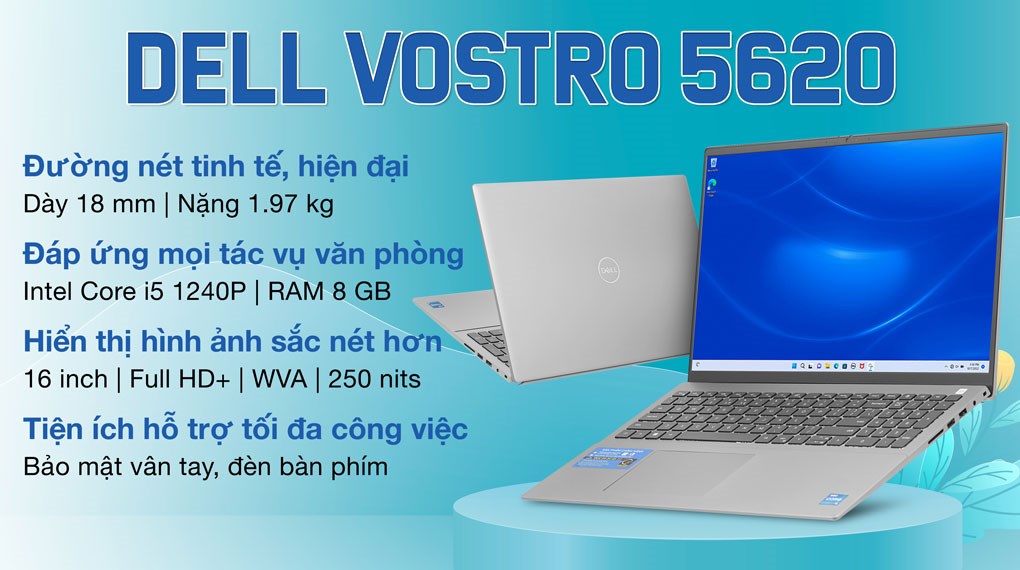 DELL VOSTRO 5620
Đường nét tinh tế, hiện đại
Dày 18 mm | Nặng 1.97 kg
Đáp ứng mọi tác vụ văn phòng
Intel Core i5 1240P | RAM 8 GB
Hiển thị hình ảnh sắc nét hơn
16 inch | Full HD+ | WVA | 250 nits
Tiện ích hỗ trợ tối đa công việc
Bảo mật vân tay, đèn bàn phím
DELL